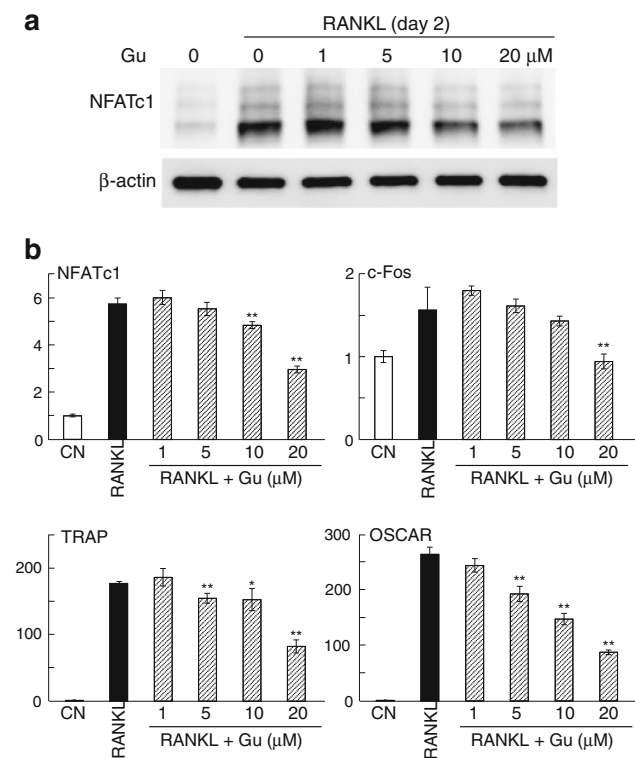 a
RANKL (day 2)
Gu 0 0 1 5 10 20 μM
NFATc1
β-actin
b
NFATc1
6
4
2
0
** **
CN RANKL 1 5 10 20
RANKL + Gu (μM)
c-Fos
2
1
0
**
CN RANKL 1 5 10 20
RANKL + Gu (μM)
TRAP
200
100
0
** * **
CN RANKL 1 5 10 20
RANKL + Gu (μM)
OSCAR
300
200
100
0
** ** **
CN RANKL 1 5 10 20
RANKL + Gu (μM)